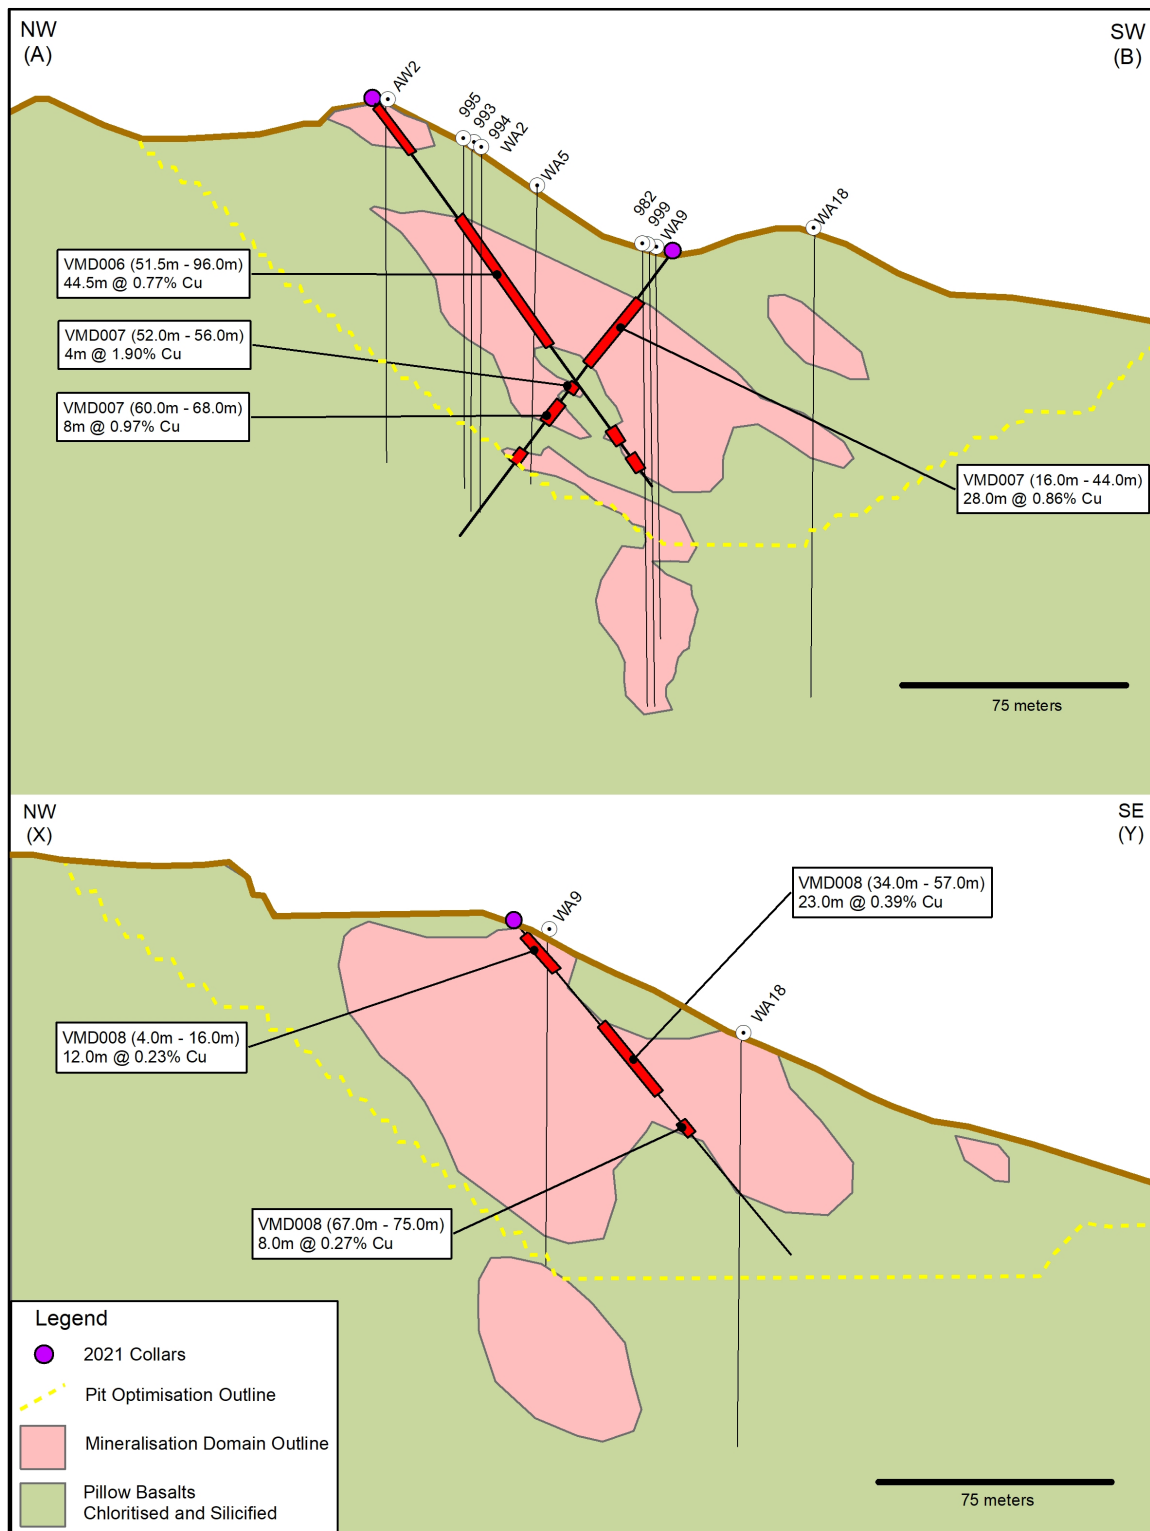 NW
(A)
SW
(B)
AW2
995
993
994
WA2
WA5
982
999
WA9
WA18
VMD006 (51.5m - 96.0m)
44.5m @ 0.77% Cu
VMD007 (52.0m - 56.0m)
4m @ 1.90% Cu
VMD007 (60.0m - 68.0m)
8m @ 0.97% Cu
VMD007 (16.0m - 44.0m)
28.0m @ 0.86% Cu
75 meters
NW
(X)
SE
(Y)
VMD008 (34.0m - 57.0m)
23.0m @ 0.39% Cu
WA9
WA18
VMD008 (4.0m - 16.0m)
12.0m @ 0.23% Cu
VMD008 (67.0m - 75.0m)
8.0m @ 0.27% Cu
Legend
2021 Collars
Pit Optimisation Outline
Mineralisation Domain Outline
Pillow Basalts
Chloritised and Silicified
75 meters